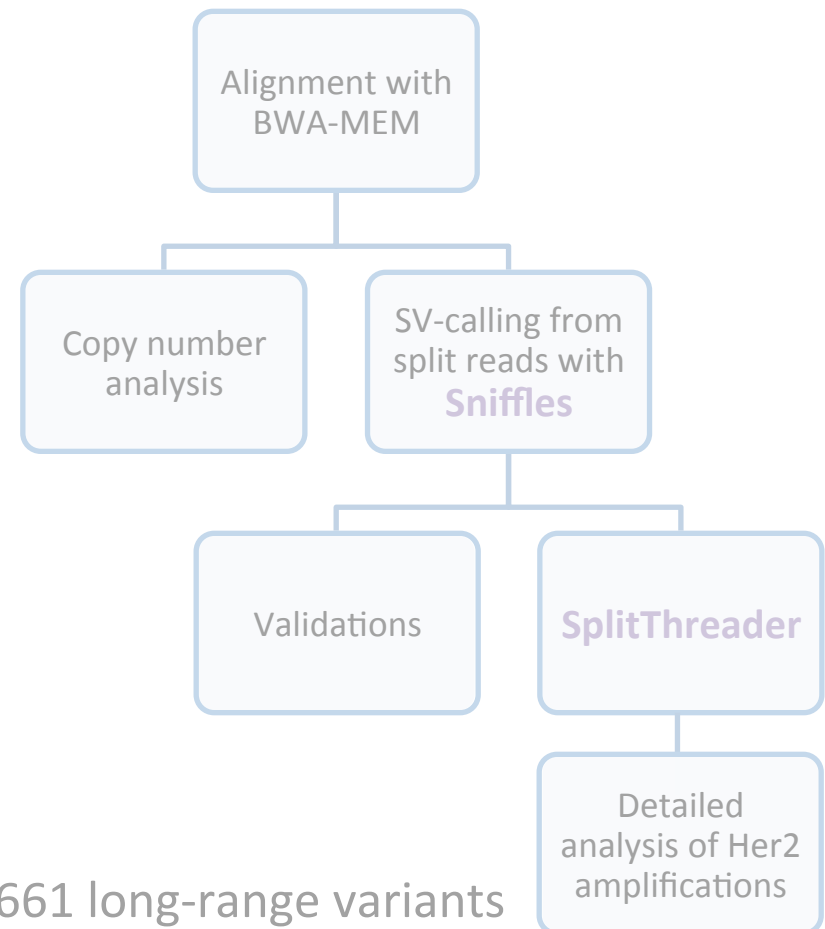 Alignment with
BWA-MEM
Copy number
analysis
SV-calling from
split reads with
Sniffles
Validations
SplitThreader
Detailed
analysis of Her2
amplifications
661 long-range variants